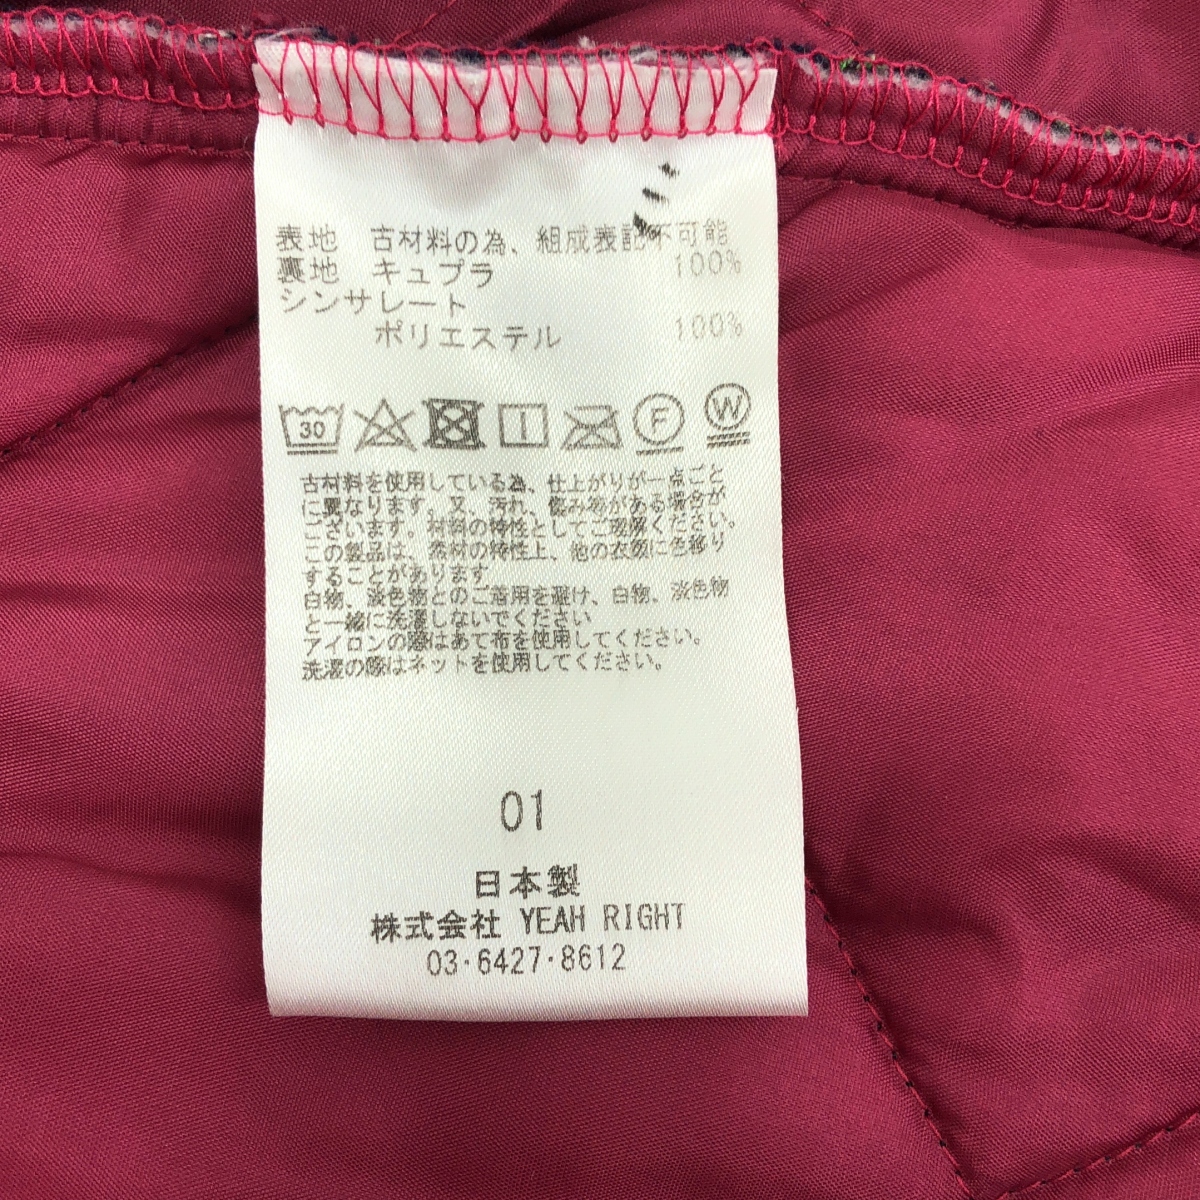 表地 古材料の為、組成表記不可能
裏地 キュプラ 100%
シンサレート
ポリエステル 100%
30 F W
古材料を使用している為、仕上がりが一点ごと
に異なります。又、汚れ、傷み等がある場合が
ございます。材料の特性としてご理解ください。
この製品は、素材の特性上、他の衣類に色移り
することがあります
白物、淡色物とのご着用を避け、白物、淡色物
と一緒に洗濯しないでください
アイロンの際はあて布を使用してください。
洗濯の際はネットを使用してください。
01
日本製
株式会社 YEAH RIGHT
03·6427·8612